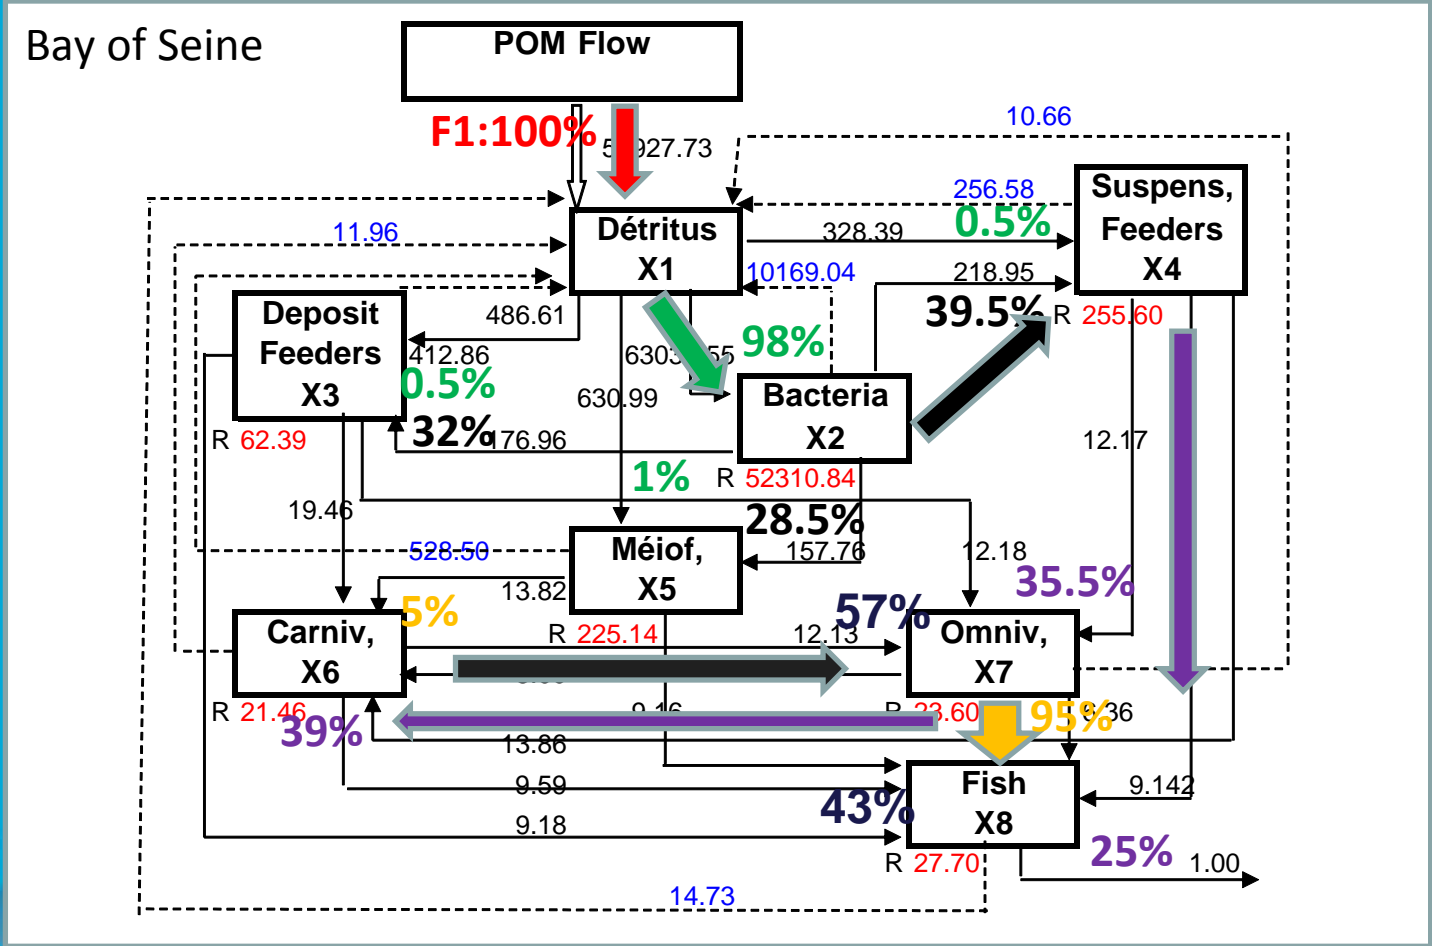 Bay of Seine
POM Flow
F1:100%
927.73
10.66
Suspens,
Feeders
X4
256.58
0.5%
328.39
Détritus
X1
11.96
10169.04
218.95
39.5%
R 255.60
Deposit
Feeders
X3
486.61
412.86
0.5%
98%
630.99
Bacteria
X2
32%
176.96
R 62.39
12.17
1%
R 52310.84
19.46
28.5%
157.76
528.50
12.18
Méiof,
X5
13.82
35.5%
5%
57%
Carniv,
X6
R 225.14
12.13
Omniv,
X7
R 21.46
39%
95%
13.86
9.59
Fish
X8
9.142
43%
9.18
R 27.70
25%
1.00
14.73